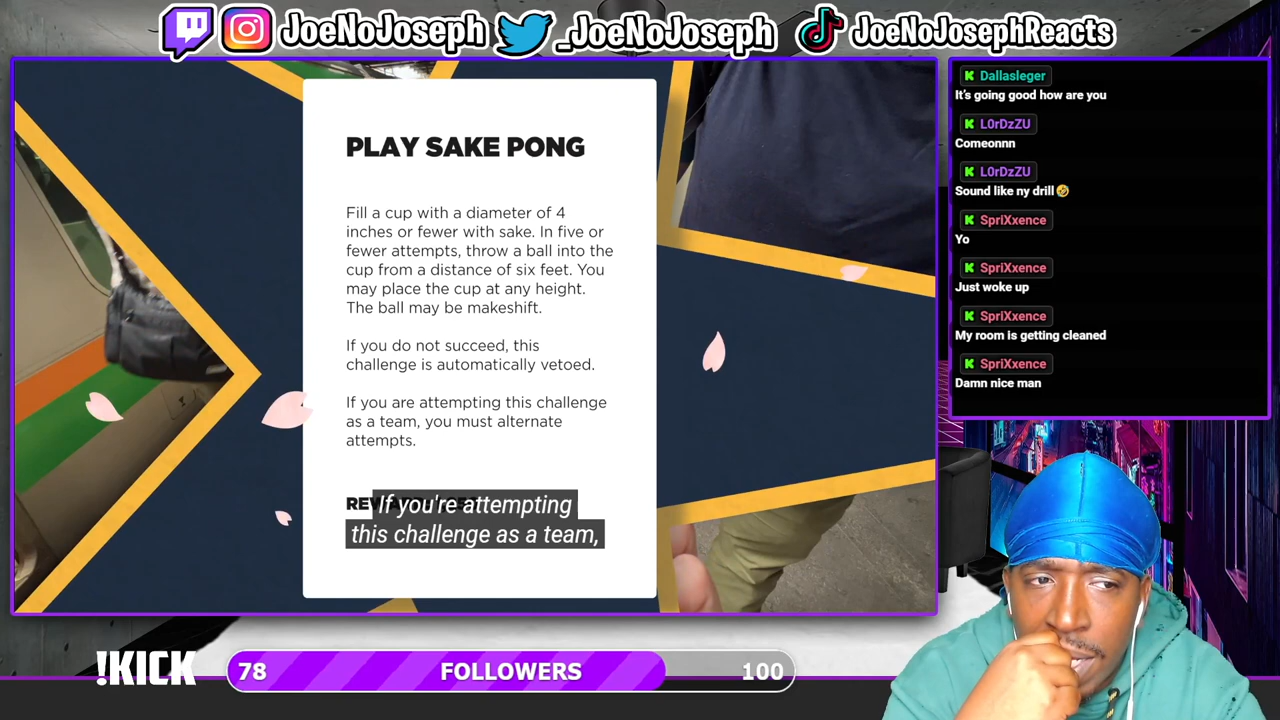 JoeNoJoseph _JoeNoJoseph JoeNoJosephReacts
PLAY SAKE PONG
Fill a cup with a diameter of 4
inches or fewer with sake. In five or
fewer attempts, throw a ball into the
cup from a distance of six feet. You
may place the cup at any height.
The ball may be makeshift.
If you do not succeed, this
challenge is automatically vetoed.
If you are attempting this challenge
as a team, you must alternate
attempts.
If you're attempting
this challenge as a team,
Dallasleger
It's going good how are you
L0rDzZU
Comeonnn
L0rDzZU
Sound like ny drill🤣
SpriXxence
Yo
SpriXxence
Just woke up
SpriXxence
My room is getting cleaned
SpriXxence
Damn nice man
!KICK
78 FOLLOWERS 100